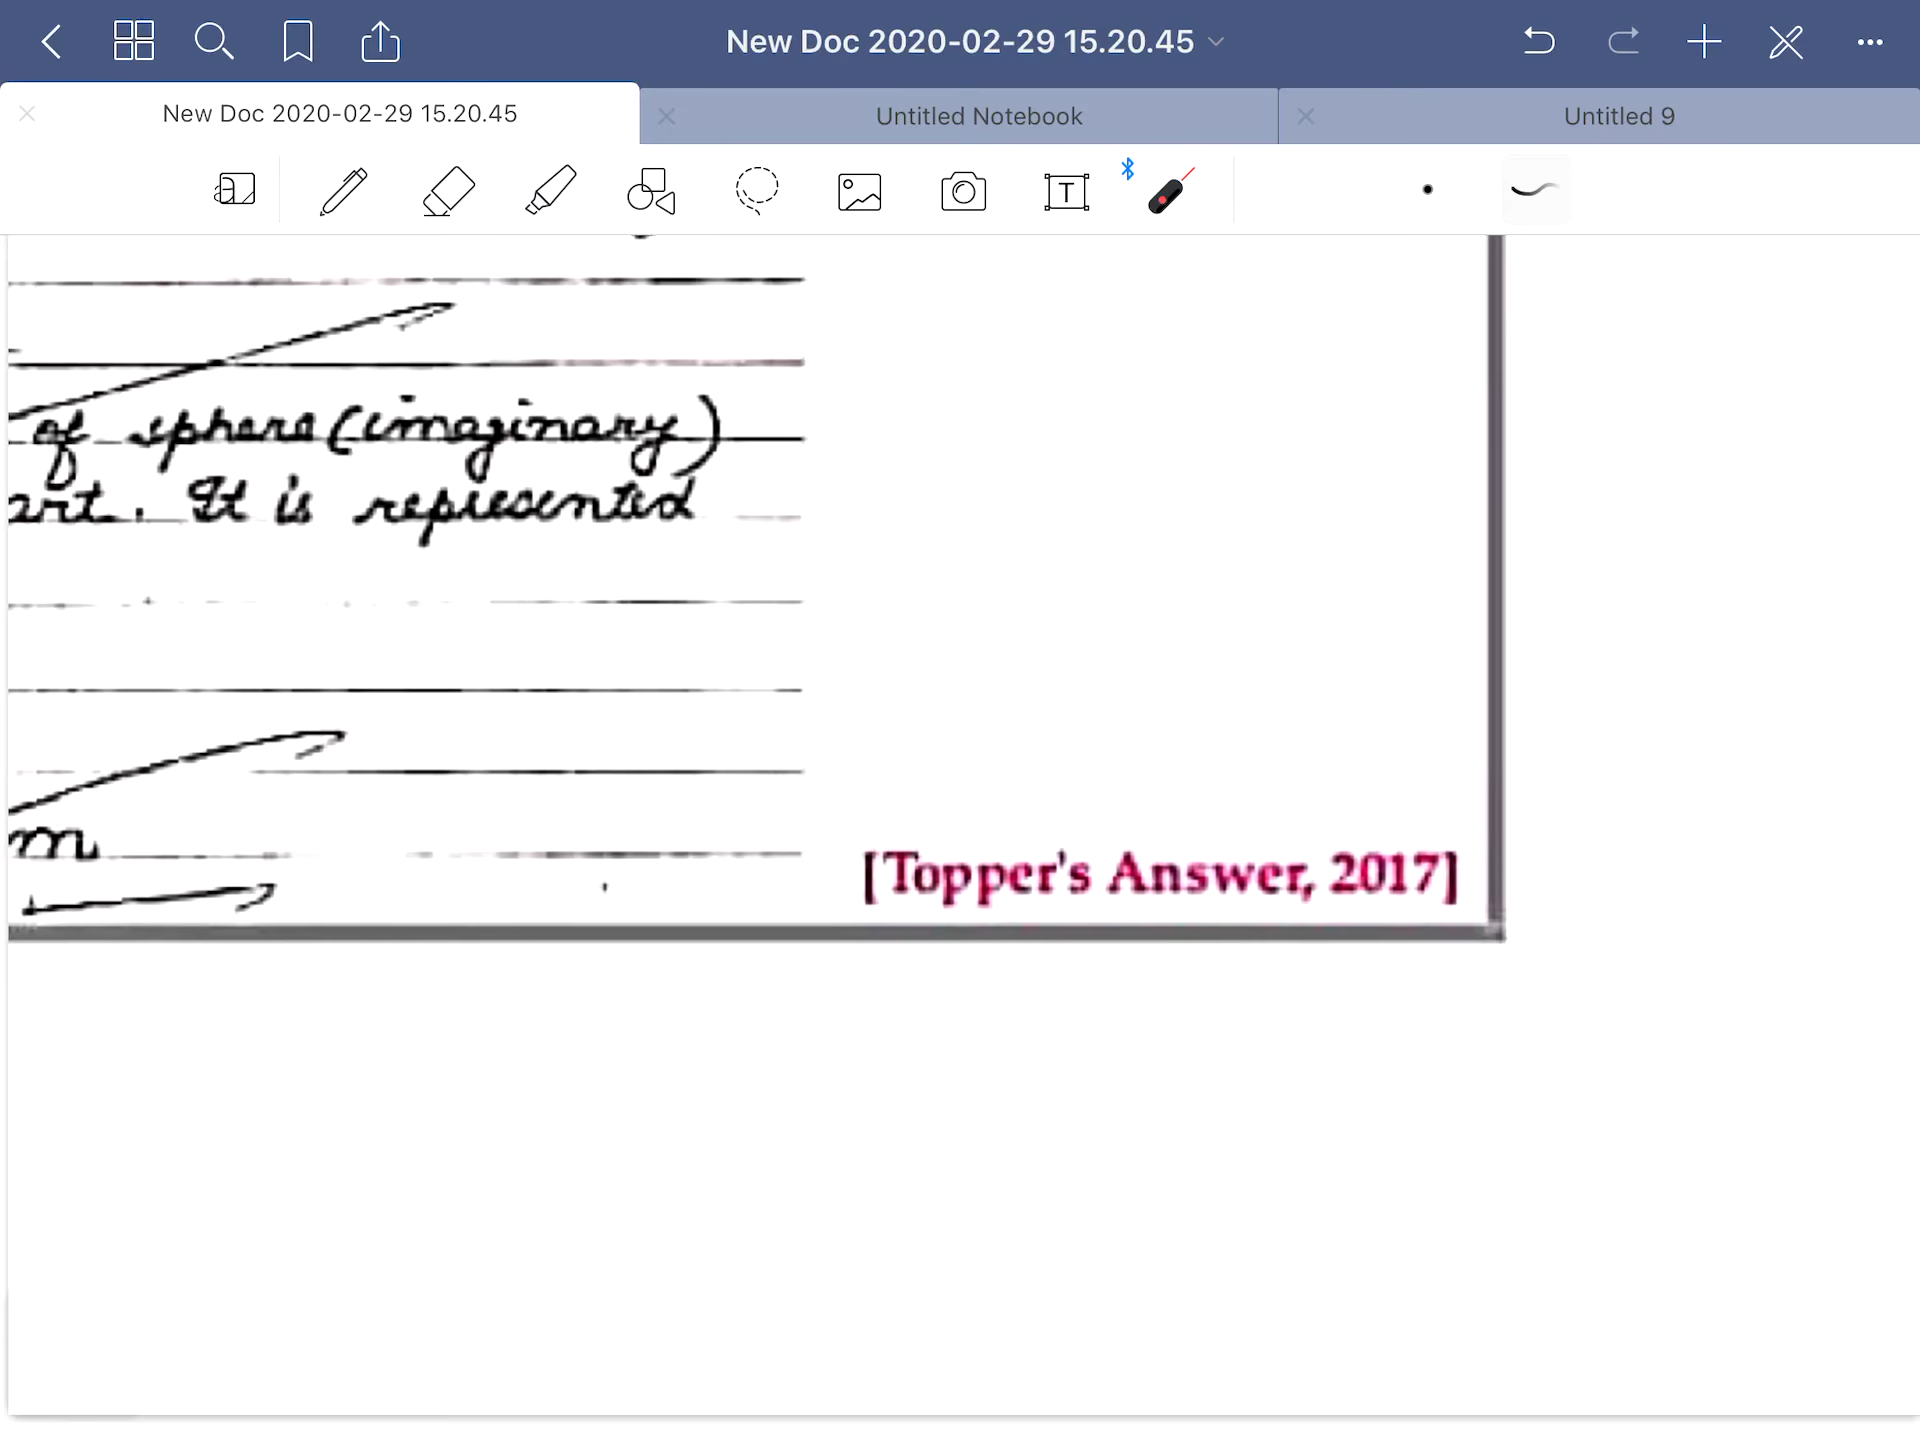 New Doc 2020-02-29 15.20.45
New Doc 2020-02-29 15.20.45
Untitled Notebook
Untitled 9
T
of sphere (imaginary)
art. It is represented
m
[Topper's Answer, 2017]